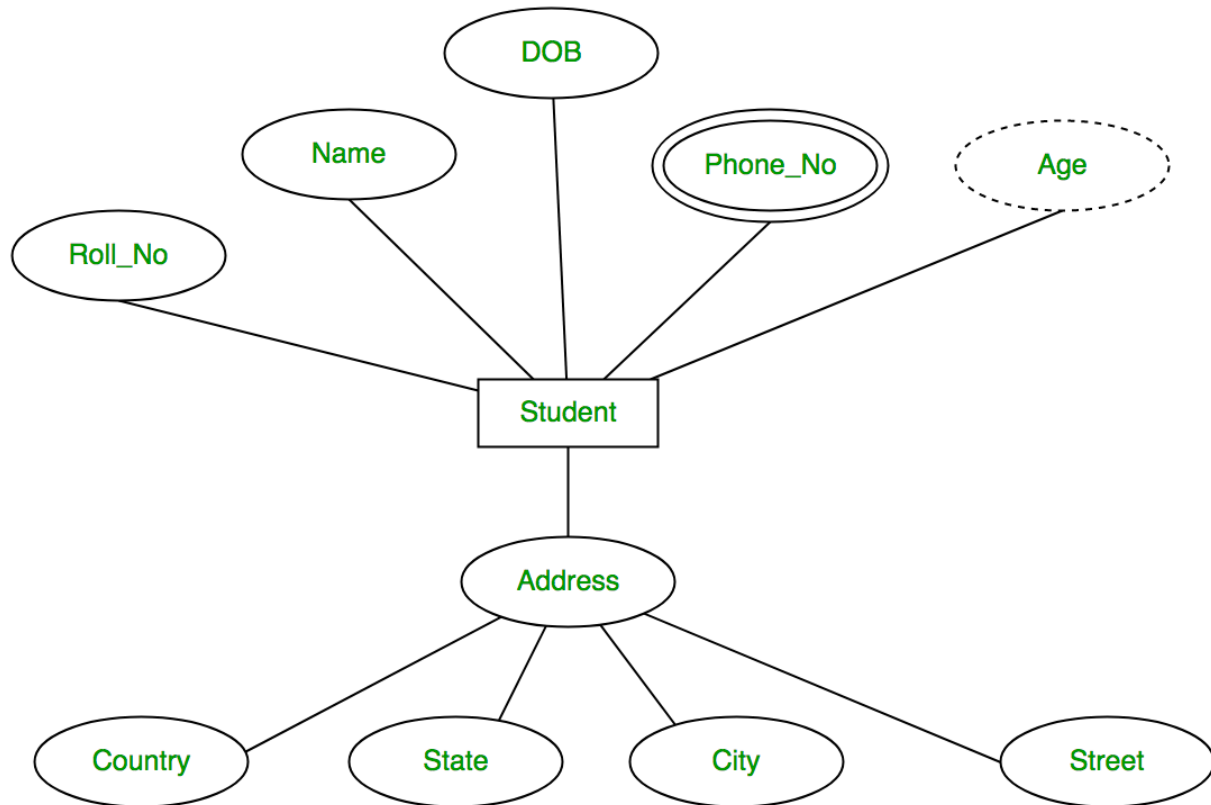 DOB
Name
Phone_No
Age
Roll_No
Student
Address
Country
State
City
Street